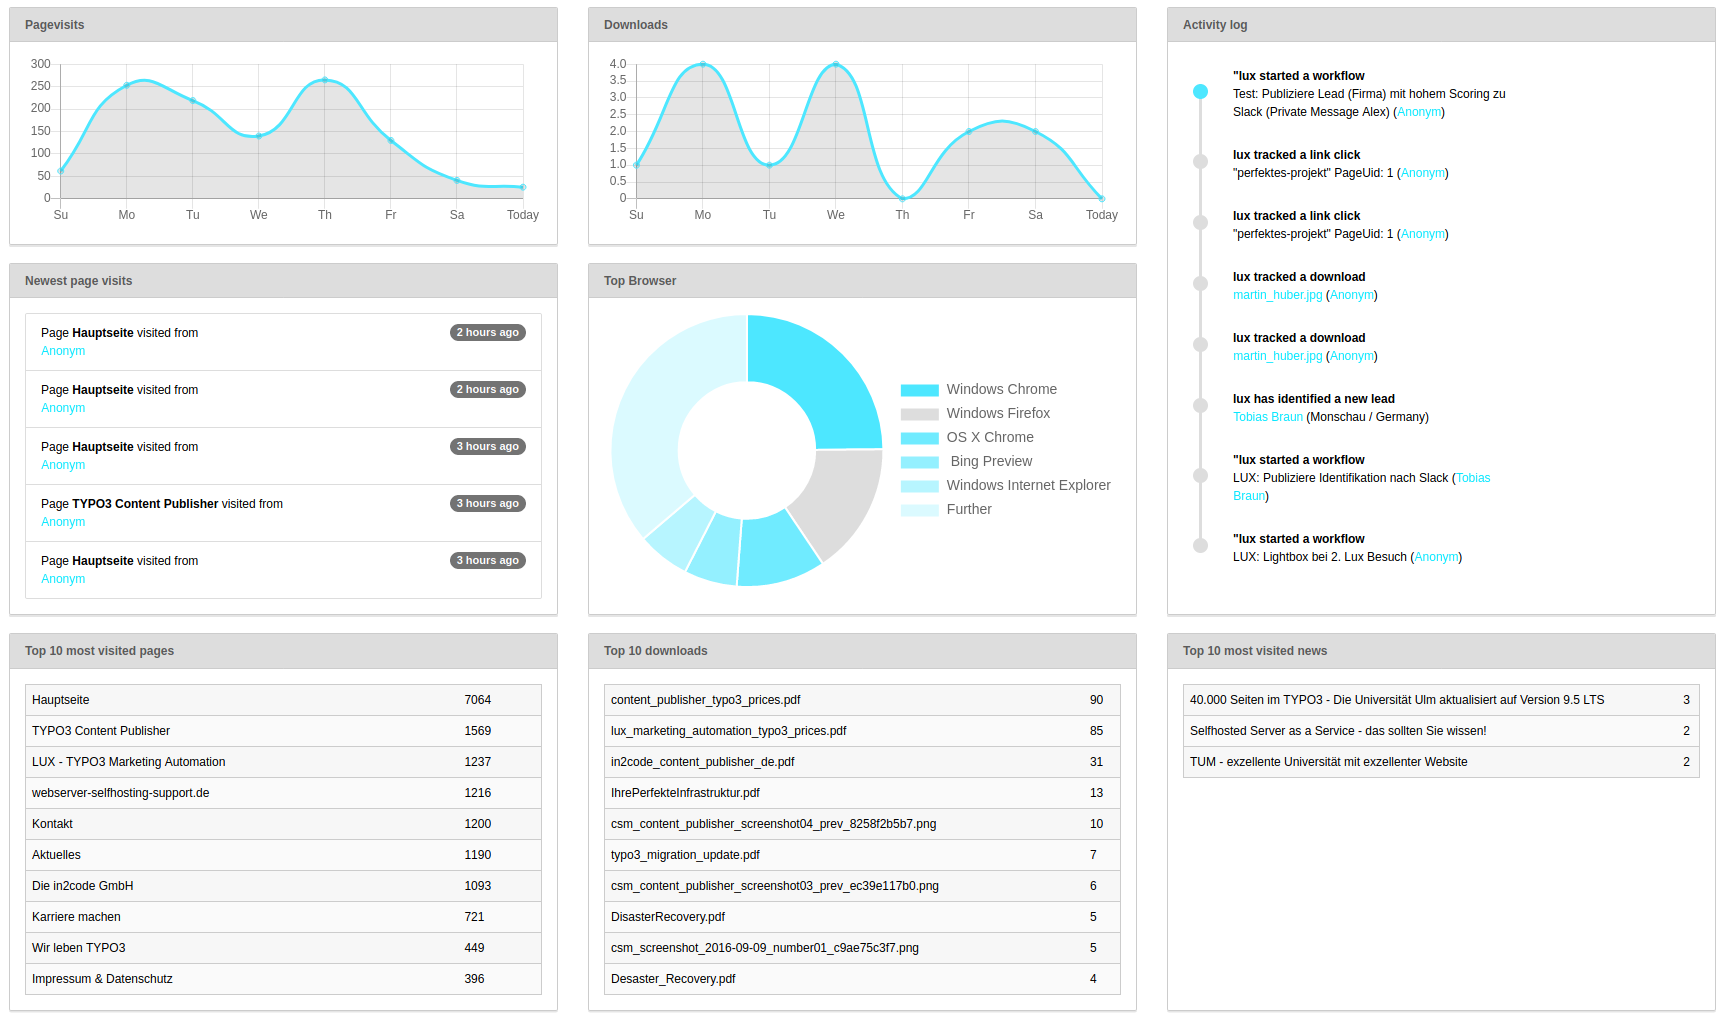 Pagevisits
300
250
200
150
100
50
0
Su Mo Tu We Th Fr Sa Today
Downloads
4.0
3.5
3.0
2.5
2.0
1.5
1.0
0.5
0
Su Mo Tu We Th Fr Sa Today
Activity log
"lux started a workflow
Test: Publiziere Lead (Firma) mit hohem Scoring zu
Slack (Private Message Alex) (Anonym)
lux tracked a link click
"perfektes-projekt" PageUid: 1 (Anonym)
lux tracked a link click
"perfektes-projekt" PageUid: 1 (Anonym)
lux tracked a download
martin_huber.jpg (Anonym)
lux tracked a download
martin_huber.jpg (Anonym)
lux has identified a new lead
Tobias Braun (Monschau / Germany)
"lux started a workflow
LUX: Publiziere Identifikation nach Slack (Tobias
Braun)
"lux started a workflow
LUX: Lightbox bei 2. Lux Besuch (Anonym)
Newest page visits
Page Hauptseite visited from 2 hours ago
Anonym
Page Hauptseite visited from 2 hours ago
Anonym
Page Hauptseite visited from 3 hours ago
Anonym
Page TYPO3 Content Publisher visited from 3 hours ago
Anonym
Page Hauptseite visited from 3 hours ago
Anonym
Top Browser
Windows Chrome
Windows Firefox
OS X Chrome
Bing Preview
Windows Internet Explorer
Further
Top 10 most visited pages
Hauptseite 7064
TYPO3 Content Publisher 1569
LUX - TYPO3 Marketing Automation 1237
webserver-selfhosting-support.de 1216
Kontakt 1200
Aktuelles 1190
Die in2code GmbH 1093
Karriere machen 721
Wir leben TYPO3 449
Impressum & Datenschutz 396
Top 10 downloads
content_publisher_typo3_prices.pdf 90
lux_marketing_automation_typo3_prices.pdf 85
in2code_content_publisher_de.pdf 31
IhrePerfekteInfrastruktur.pdf 13
csm_content_publisher_screenshot04_prev_8258f2b5b7.png 10
typo3_migration_update.pdf 7
csm_content_publisher_screenshot03_prev_ec39e117b0.png 6
DisasterRecovery.pdf 5
csm_screenshot_2016-09-09_number01_c9ae75c3f7.png 5
Desaster_Recovery.pdf 4
Top 10 most visited news
40.000 Seiten im TYPO3 - Die Universität Ulm aktualisiert auf Version 9.5 LTS 3
Selfhosted Server as a Service - das sollten Sie wissen! 2
TUM - exzellente Universität mit exzellenter Website 2